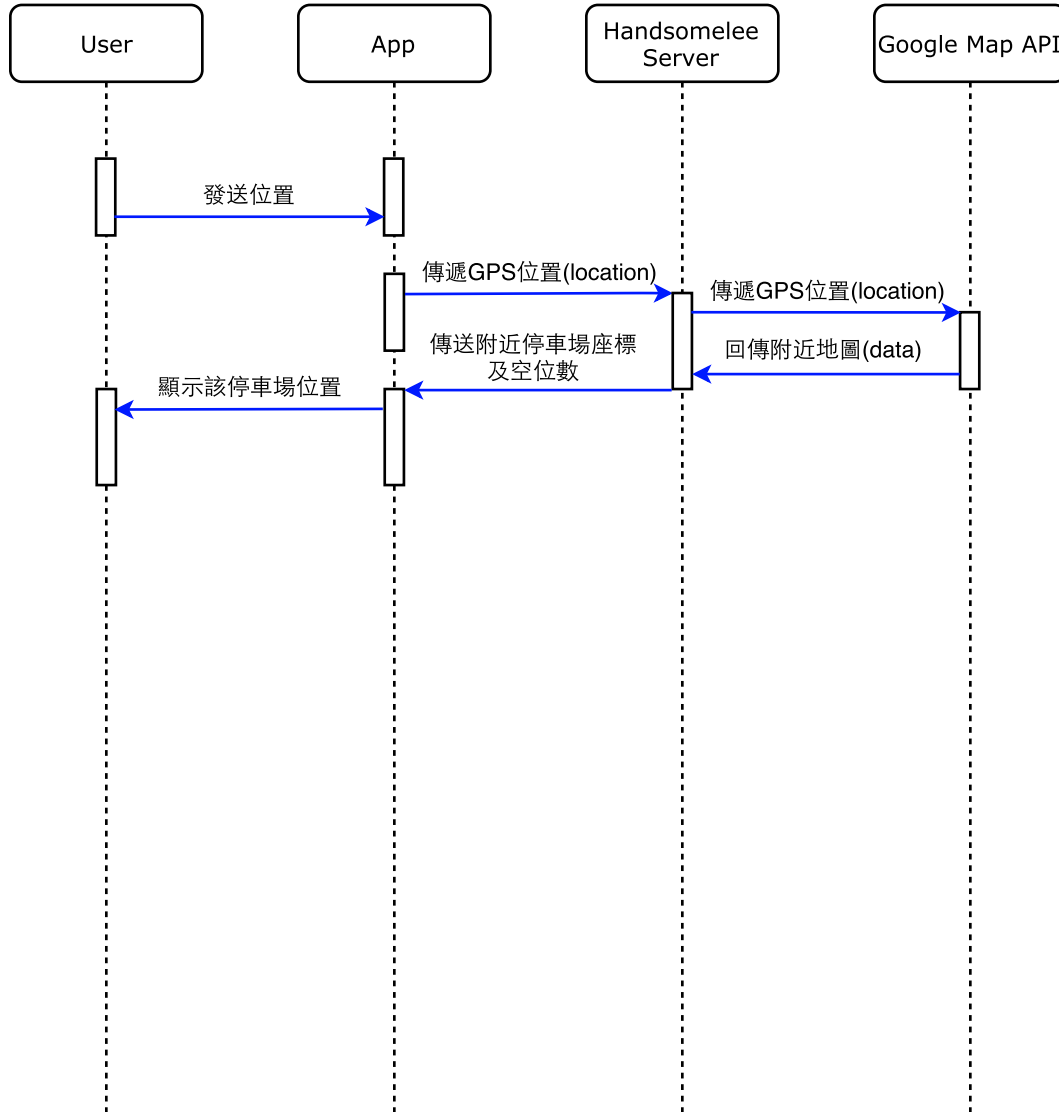 User
App
Handsomelee
Server
Google Map API
發送位置
傳遞GPS位置(location)
傳遞GPS位置(location)
傳送附近停車場座標
及空位數
回傳附近地圖(data)
顯示該停車場位置